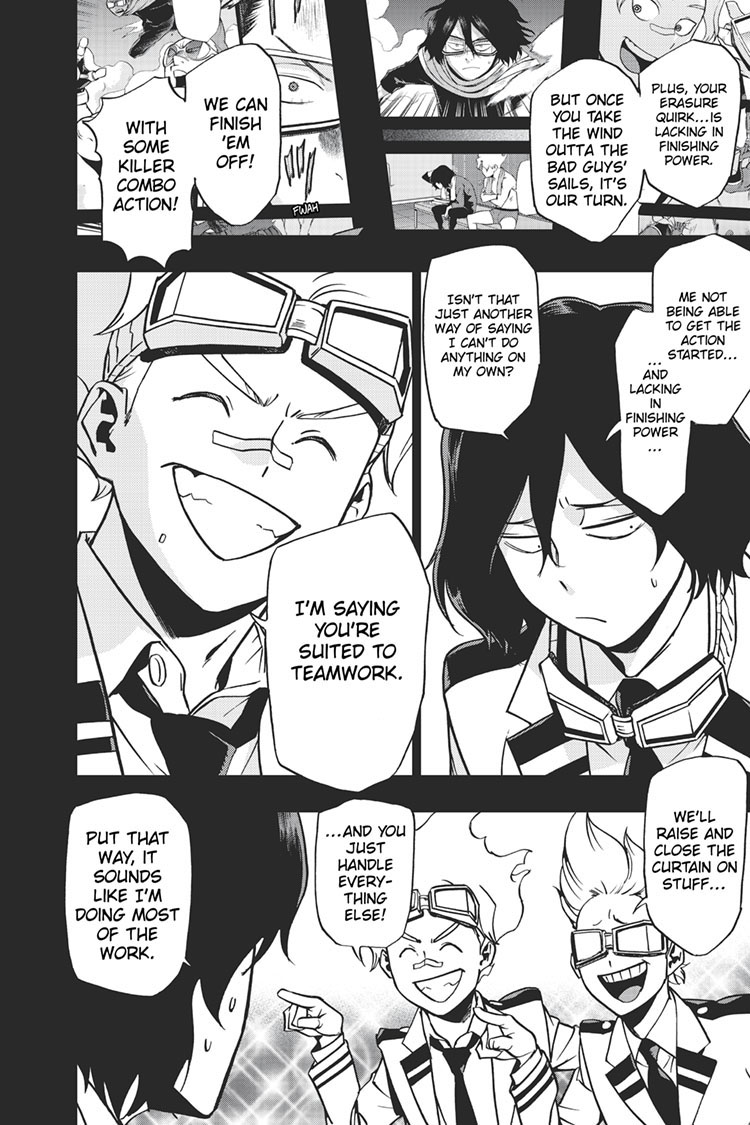 PLUS, YOUR
ERASURE
QUIRK...IS
LACKING IN
FINISHING
POWER.
BUT ONCE
YOU TAKE
THE WIND
OUTTA THE
BAD GUYS'
SAILS, IT'S
OUR TURN.
WE CAN
FINISH
'EM
OFF!
WITH
SOME
KILLER
COMBO
ACTION!
FWAH
ME NOT
BEING ABLE
TO GET THE
ACTION
STARTED...
...
AND
LACKING
IN
FINISHING
POWER
...
ISN'T THAT
JUST ANOTHER
WAY OF SAYING
I CAN'T DO
ANYTHING ON
MY OWN?
I'M SAYING
YOU'RE
SUITED TO
TEAMWORK.
WE'LL
RAISE AND
CLOSE THE
CURTAIN ON
STUFF...
...AND YOU
JUST
HANDLE
EVERY-
THING
ELSE!
PUT THAT
WAY, IT
SOUNDS
LIKE I'M
DOING MOST
OF THE
WORK.